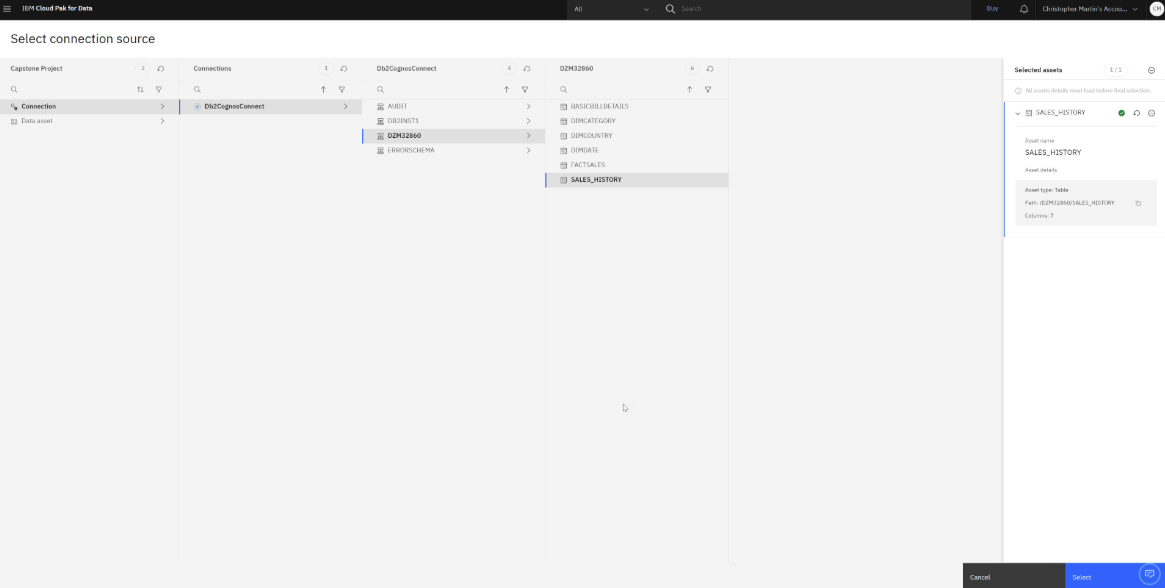 IBM Cloud Pak for Data
All
Search
Buy
Christopher Martin's Accou...
CM
Select connection source
Capstone Project
2
Connections
1
Db2CognosConnect
4
DZM32860
6
Selected assets
1 / 1
All assets details must load before final selection.
Connection
Data asset
Db2CognosConnect
AUDIT
DB2INST1
DZM32860
ERRORSCHEMA
BASICBILLDETAILS
DIMCATEGORY
DIMCOUNTRY
DIMDATE
FACTSALES
SALES_HISTORY
SALES_HISTORY
Asset name
SALES_HISTORY
Asset details
Asset type: Table
Path: /DZM32860/SALES_HISTORY
Columns: 7
Cancel
Select